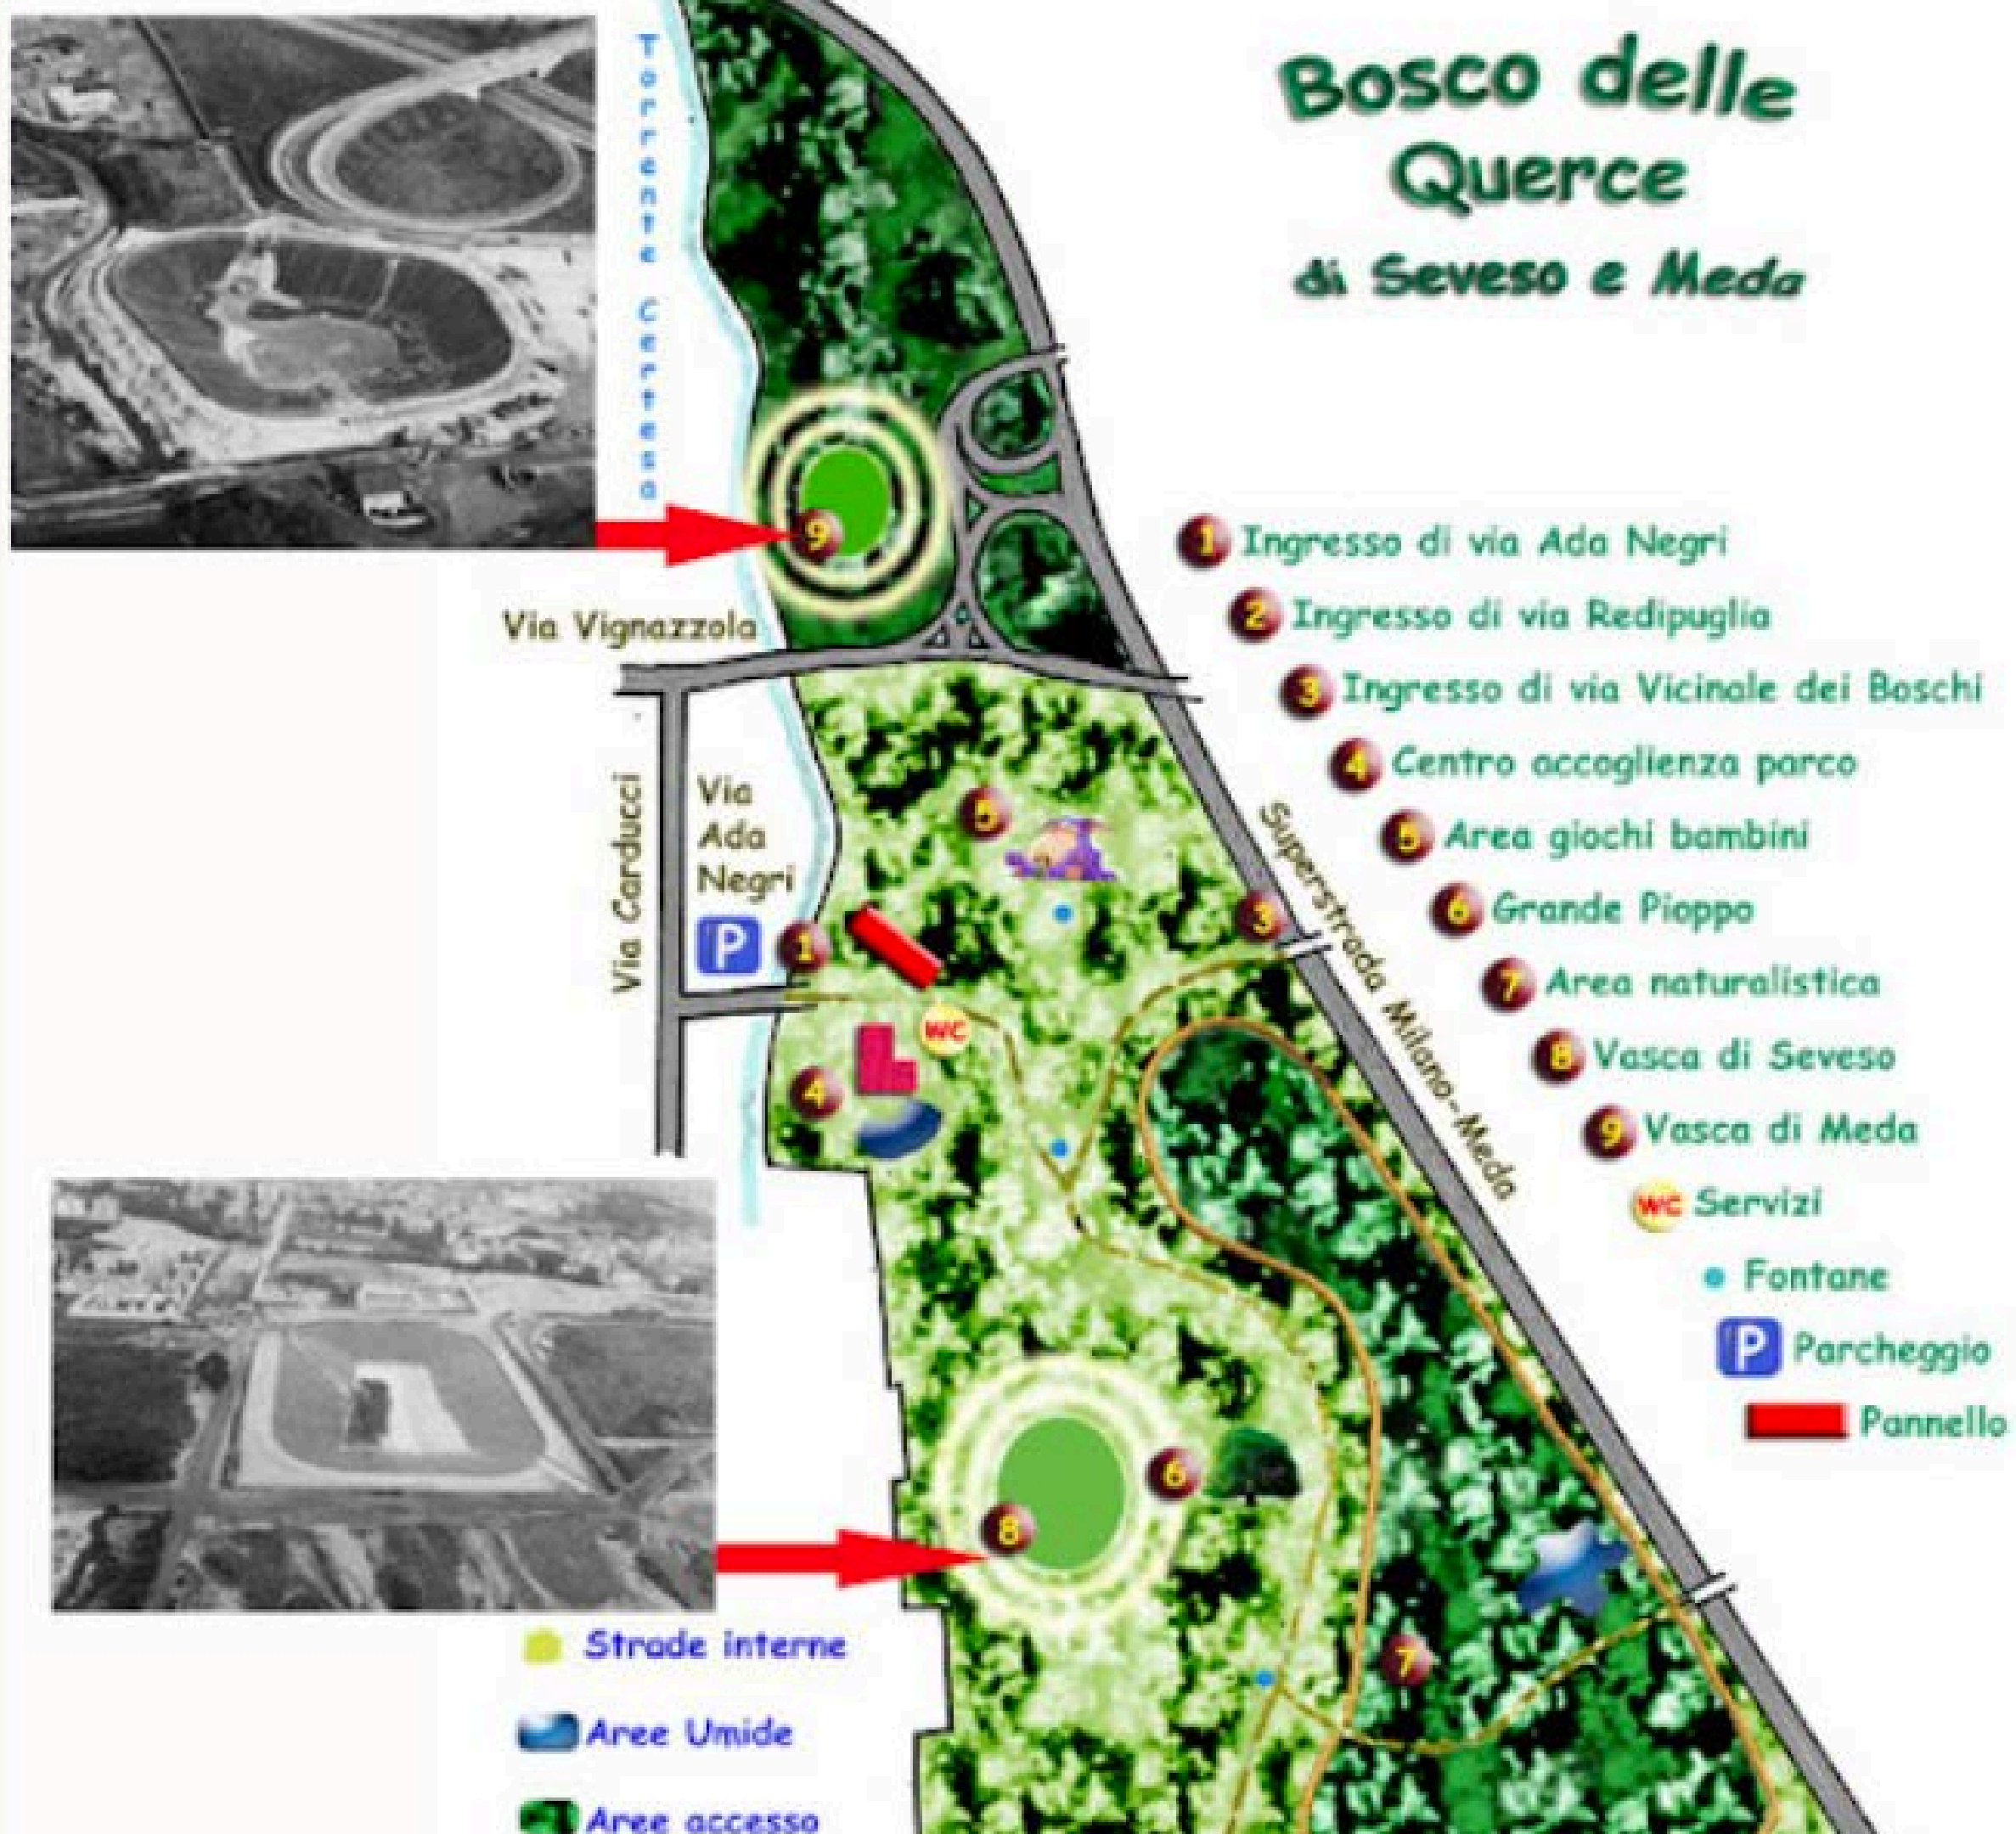 Bosco delle
Querce
di Seveso e Meda
Torrente Certesa
9
Via Vignazzola
Via Carducci
Via
Ada
Negri
P
1
5
3
WC
4
Superstrada Milano-Meda
6
8
7
1 Ingresso di via Ada Negri
2 Ingresso di via Redipuglia
3 Ingresso di via Vicinale dei Boschi
4 Centro accoglienza parco
5 Area giochi bambini
6 Grande Pioppo
7 Area naturalistica
8 Vasca di Seveso
9 Vasca di Meda
WC Servizi
Fontane
P Parcheggio
Pannello
Strade interne
Aree Umide
Aree accesso